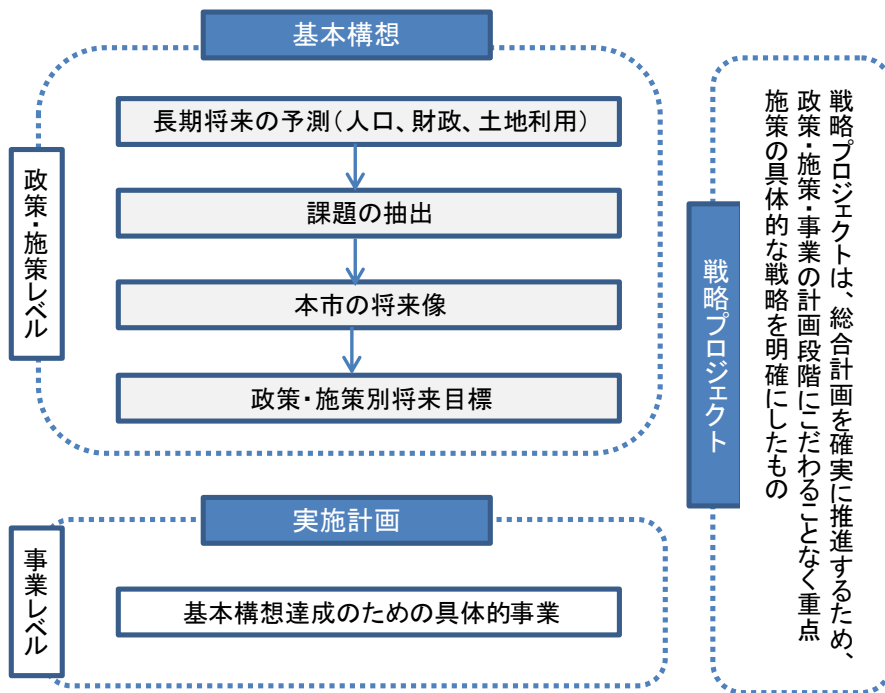 基本構想
政策・施策レベル
長期将来の予測（人口、財政、土地利用）
課題の抽出
本市の将来像
政策・施策別将来目標
実施計画
事業レベル
基本構想達成のための具体的事業
戦略プロジェクト
戦略プロジェクトは、総合計画を確実に推進するため、
政策・施策・事業の計画段階にこだわることなく重点
施策の具体的な戦略を明確にしたもの